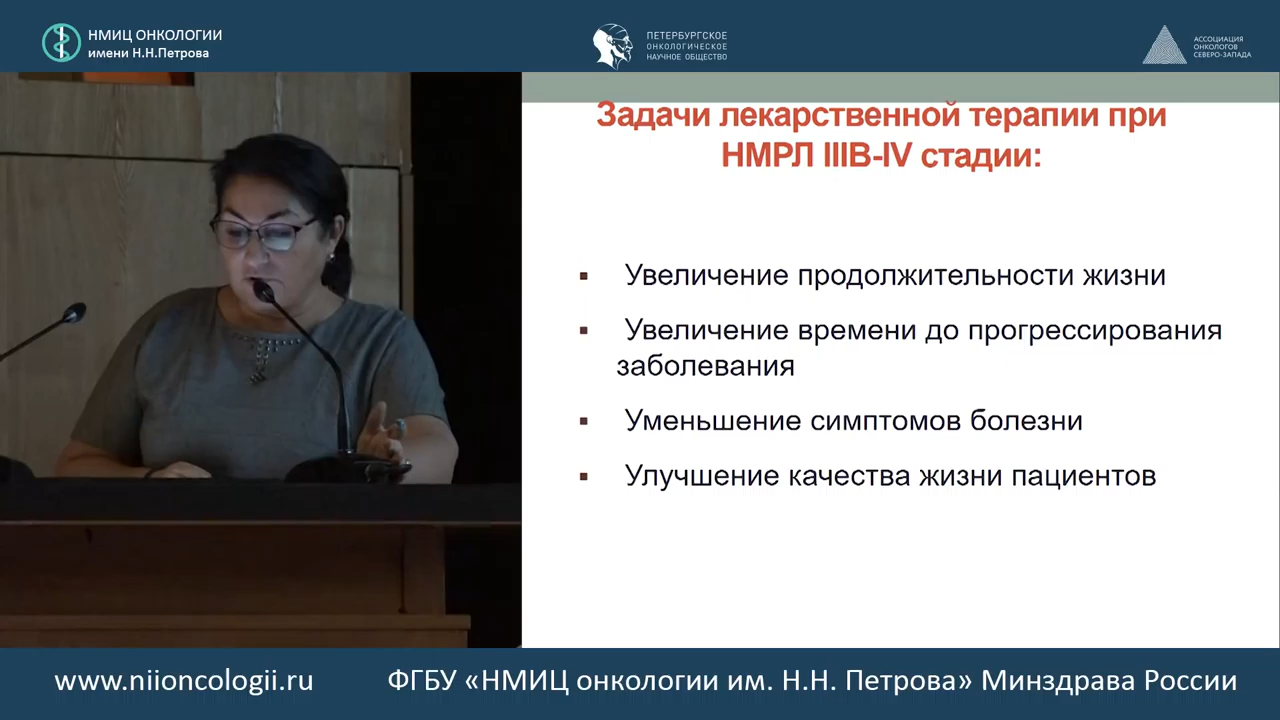 НМИЦ ОНКОЛОГИИ
имени Н.Н.Петрова
ПЕТЕРБУРГСКОЕ
ОНКОЛОГИЧЕСКОЕ
НАУЧНОЕ ОБЩЕСТВО
АССОЦИАЦИЯ
ОНКОЛОГОВ
СЕВЕРО-ЗАПАДА
Задачи лекарственной терапии при
НМРЛ IIIB-IV стадии:
▪ Увеличение продолжительности жизни
▪ Увеличение времени до прогрессирования
заболевания
▪ Уменьшение симптомов болезни
▪ Улучшение качества жизни пациентов
www.niioncologii.ru
ФГБУ «НМИЦ онкологии им. Н.Н. Петрова» Минздрава России